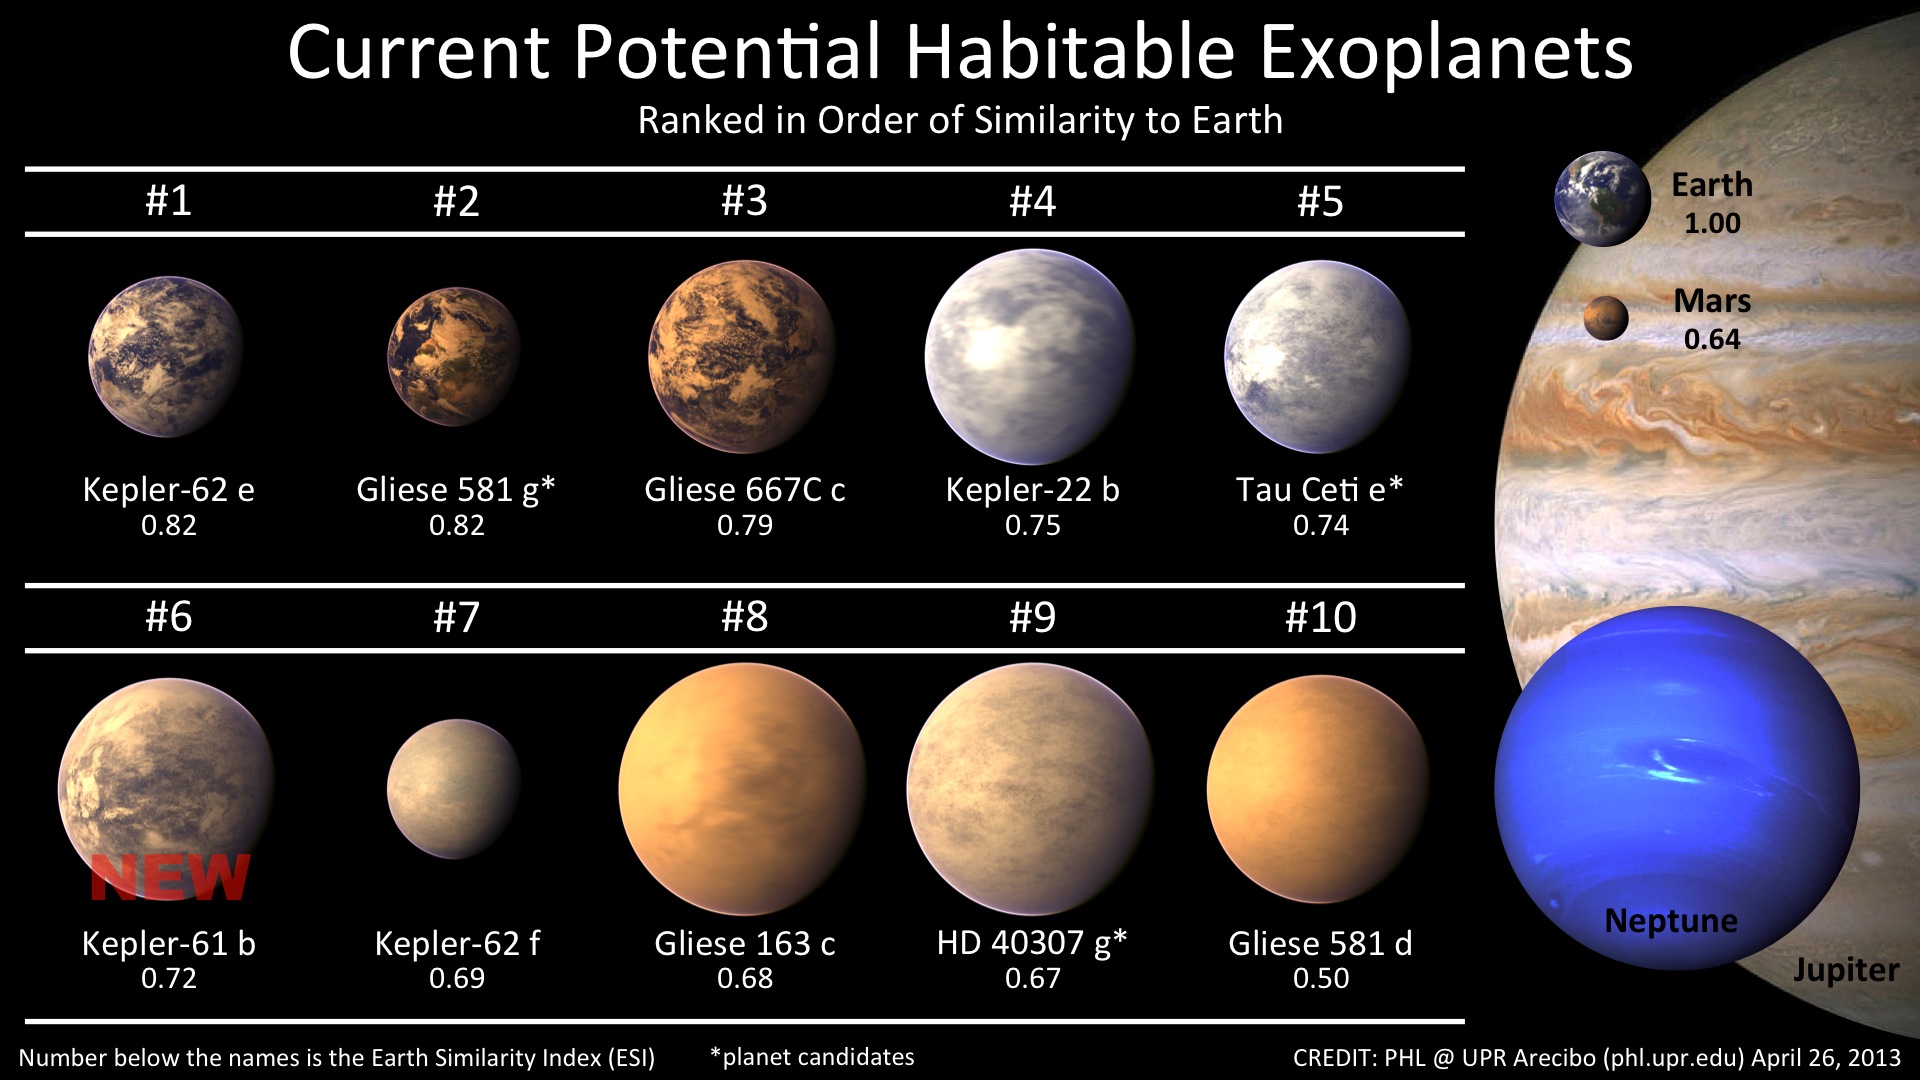 Current Potential Habitable Exoplanets
Ranked in Order of Similarity to Earth
#1 #2 #3 #4 #5
Kepler-62 e Gliese 581 g* Gliese 667C c Kepler-22 b Tau Ceti e*
0.82 0.82 0.79 0.75 0.74
#6 #7 #8 #9 #10
NEW
Kepler-61 b Kepler-62 f Gliese 163 c HD 40307 g* Gliese 581 d
0.72 0.69 0.68 0.67 0.50
Earth
1.00
Mars
0.64
Neptune
Jupiter
Number below the names is the Earth Similarity Index (ESI) *planet candidates CREDIT: PHL @ UPR Arecibo (phl.upr.edu) April 26, 2013